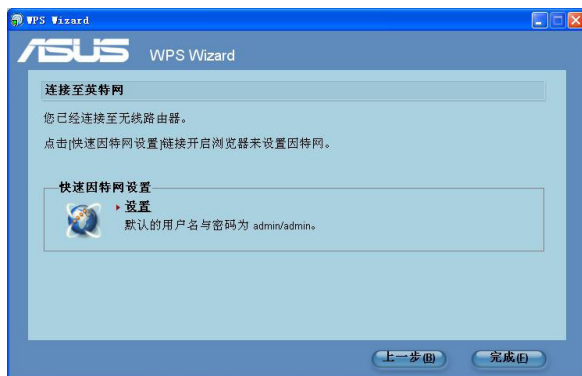 WPS Wizard
ASUS WPS Wizard
连接至英特网
您已经连接至无线路由器。
点击[快速因特网设置]链接开启浏览器来设置因特网。
快速因特网设置
设置
默认的用户名与密码为 admin/admin。
上一步(B) 完成(F)